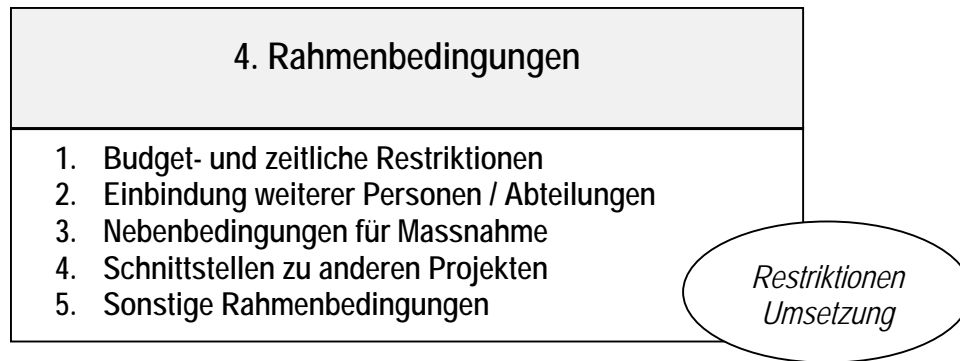 4. Rahmenbedingungen
1. Budget- und zeitliche Restriktionen
2. Einbindung weiterer Personen / Abteilungen
3. Nebenbedingungen für Massnahme
4. Schnittstellen zu anderen Projekten
5. Sonstige Rahmenbedingungen
Restriktionen
Umsetzung